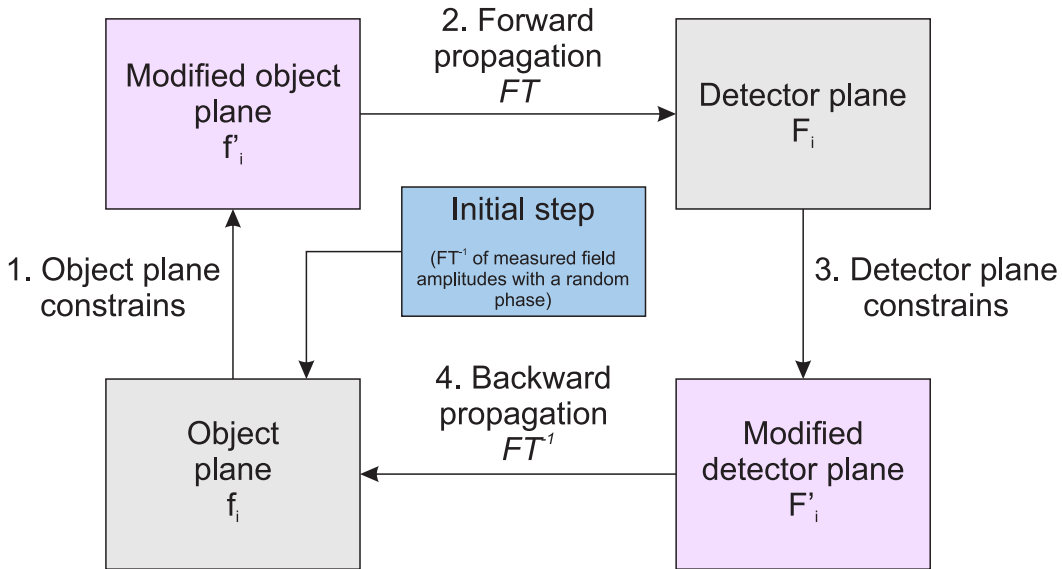 Modified object
plane
f'ᵢ
2. Forward
propagation
FT
Detector plane
Fᵢ
Initial step
(FT⁻¹ of measured field
amplitudes with a random
phase)
1. Object plane
constrains
3. Detector plane
constrains
4. Backward
propagation
FT⁻¹
Object
plane
fᵢ
Modified
detector plane
F'ᵢ